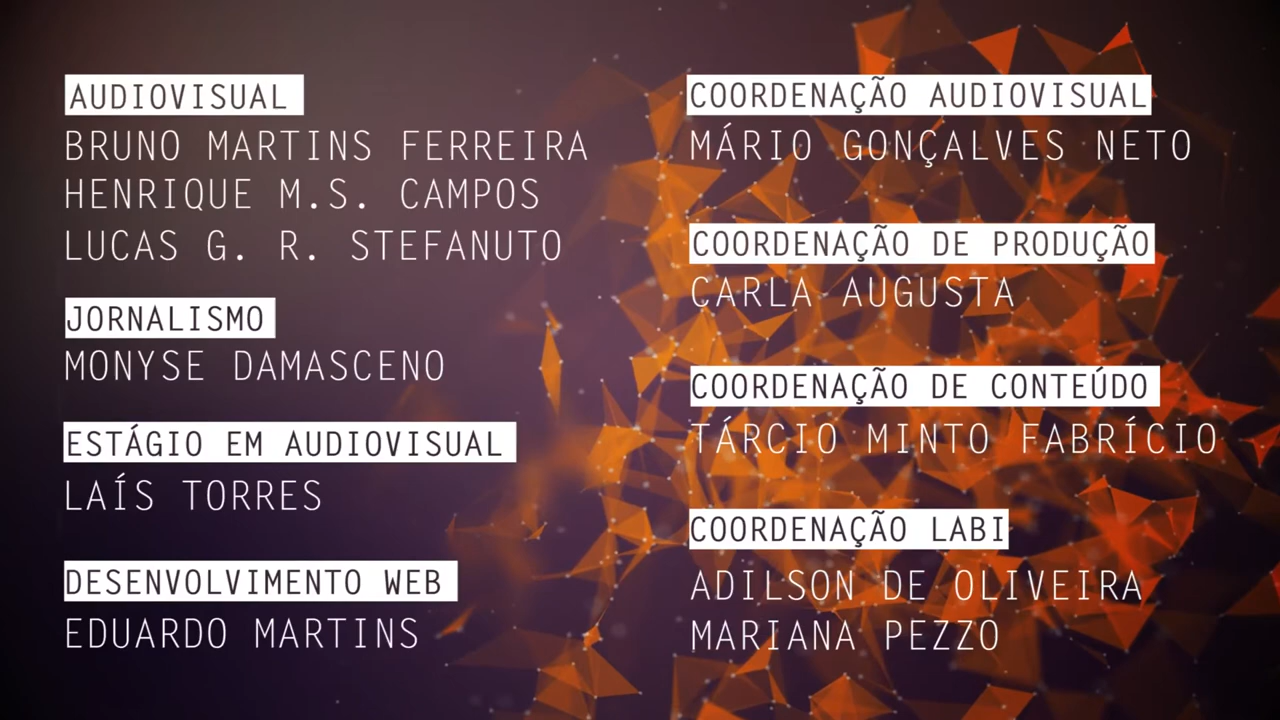 AUDIOVISUAL
BRUNO MARTINS FERREIRA
HENRIQUE M.S. CAMPOS
LUCAS G. R. STEFANUTO
JORNALISMO
MONYSE DAMASCENO
ESTÁGIO EM AUDIOVISUAL
LAÍS TORRES
DESENVOLVIMENTO WEB
EDUARDO MARTINS
COORDENAÇÃO AUDIOVISUAL
MÁRIO GONÇALVES NETO
COORDENAÇÃO DE PRODUÇÃO
CARLA AUGUSTA
COORDENAÇÃO DE CONTEÚDO
TÁRCIO MINTO FABRÍCIO
COORDENAÇÃO LABI
ADILSON DE OLIVEIRA
MARIANA PEZZO